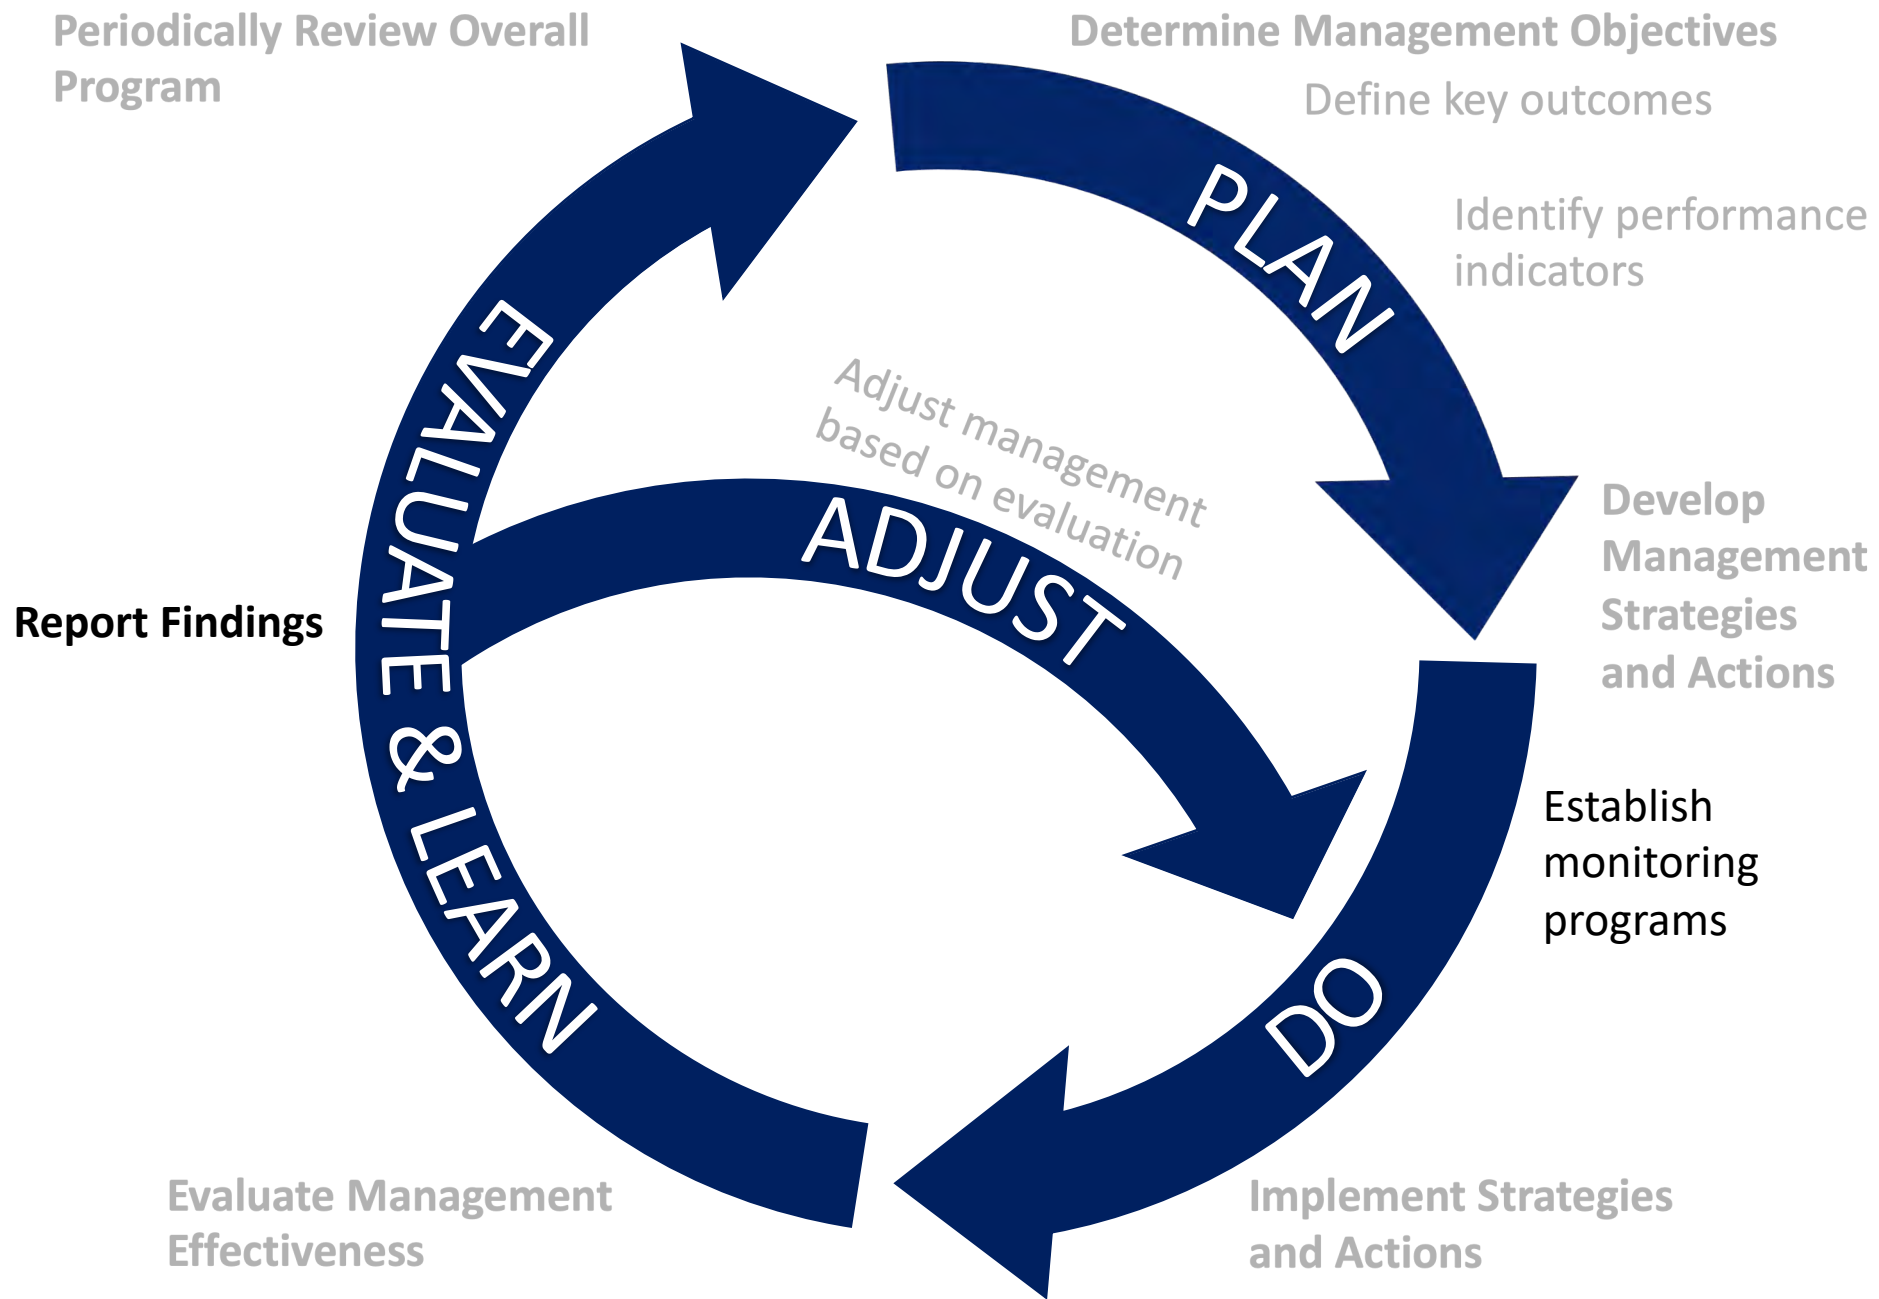 Periodically Review Overall
Program
Determine Management Objectives
Define key outcomes
PLAN
Identify performance
indicators
Adjust management
based on evaluation
ADJUST
Develop
Management
Strategies
and Actions
EVALUATE & LEARN
Report Findings
Establish
monitoring
programs
DO
Evaluate Management
Effectiveness
Implement Strategies
and Actions